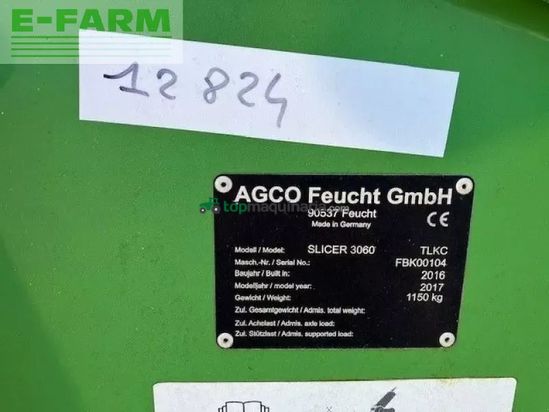 E-FARM
12824
AGCO Feucht GmbH
90537 Feucht
Made in Germany
topmaquinaria.com
Modell / Model: SLICER 3060 TLKC
Masch.-Nr. / Serial No.: FBK00104
Baujahr / Built in: 2016
Modelljahr / model year: 2017
Gewicht / Weight: 1150 kg
Zul. Gesamtgewicht / Admis. total weight:
Zul. Achslast / Admis. axle load:
Zul. Stützlast / Admis. supported load: